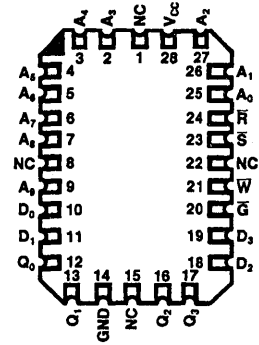 A₄ A₃ NC V_CC A₂
3 2 1 28 27
A₅ 4 26 A₁
A₆ 5 25 A₀
A₇ 6 24 R̅
A₈ 7 23 S̅
NC 8 22 NC
A₉ 9 21 W̅
D₀ 10 20 G̅
D₁ 11 19 D₃
Q₀ 12 18 D₂
13 14 15 16 17
Q₁ GND NC Q₂ Q₃